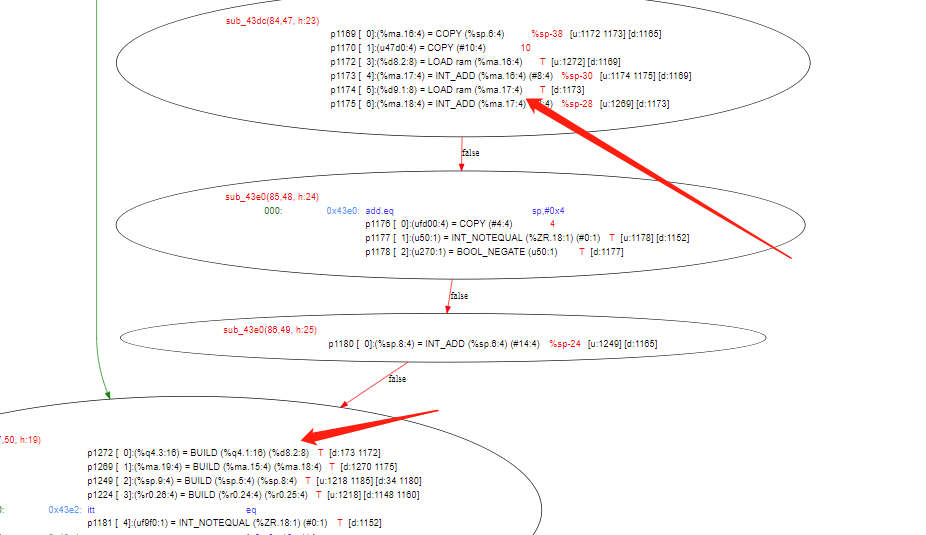 sub_43dc(84,47, h:23)
p1169 [ 0]:(%ma.16:4) = COPY (%sp.6:4) %sp-38 [u:1172 1173] [d:1165]
p1170 [ 1]:(u47d0:4) = COPY (#10:4) 10
p1172 [ 3]:(%d8.2:8) = LOAD ram (%ma.16:4) T [u:1272] [d:1169]
p1173 [ 4]:(%ma.17:4) = INT_ADD (%ma.16:4) (#8:4) %sp-30 [u:1174 1175] [d:1169]
p1174 [ 5]:(%d9.1:8) = LOAD ram (%ma.17:4) T [d:1173]
p1175 [ 6]:(%ma.18:4) = INT_ADD (%ma.17:4) :4) %sp-28 [u:1269] [d:1173]
false
sub_43e0(85,48, h:24)
000: 0x43e0: add.eq sp,#0x4
p1176 [ 0]:(ufd00:4) = COPY (#4:4) 4
p1177 [ 1]:(u50:1) = INT_NOTEQUAL (%ZR.18:1) (#0:1) T [u:1178] [d:1152]
p1178 [ 2]:(u270:1) = BOOL_NEGATE (u50:1) T [d:1177]
false
sub_43e0(86,49, h:25)
p1180 [ 0]:(%sp.8:4) = INT_ADD (%sp.6:4) (#14:4) %sp-24 [u:1249] [d:1165]
false
,50, h:19)
p1272 [ 0]:(%q4.3:16) = BUILD (%q4.1:16) (%d8.2:8) T [d:173 1172]
p1269 [ 1]:(%ma.19:4) = BUILD (%ma.15:4) (%ma.18:4) T [d:1270 1175]
p1249 [ 2]:(%sp.9:4) = BUILD (%sp.5:4) (%sp.8:4) T [u:1218 1185] [d:34 1180]
p1224 [ 3]:(%r0.26:4) = BUILD (%r0.24:4) (%r0.25:4) T [u:1218] [d:1148 1160]
0: 0x43e2: itt eq
p1181 [ 4]:(uf9f0:1) = INT_NOTEQUAL (%ZR.18:1) (#0:1) T [d:1152]